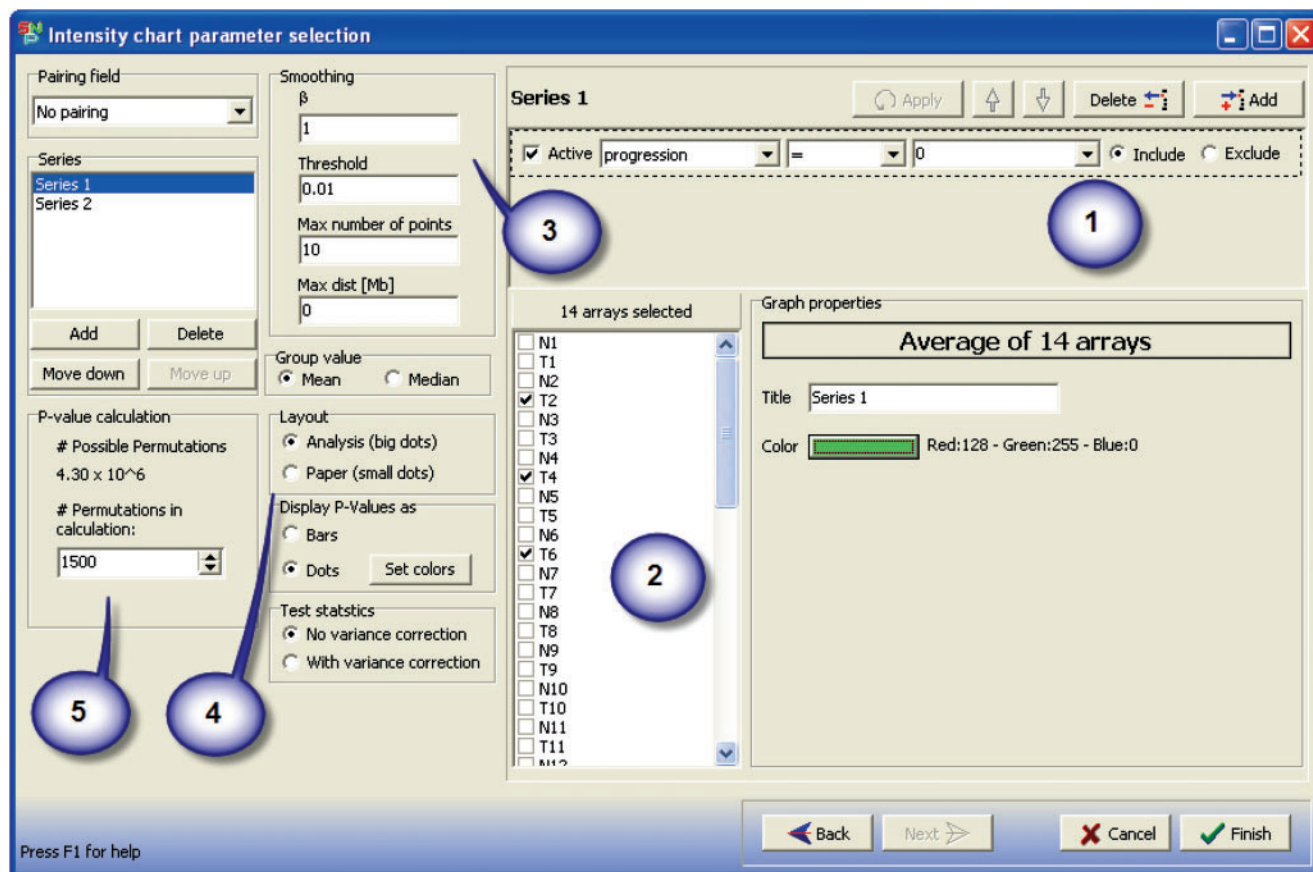 Intensity chart parameter selection
Pairing field
No pairing
Series
Series 1
Series 2
Add Delete
Move down Move up
P-value calculation
# Possible Permutations
4.30 x 10^6
# Permutations in
calculation:
1500
5
Smoothing
β
1
Threshold
0.01
Max number of points
10
Max dist [Mb]
0
3
Group value
Mean Median
Layout
Analysis (big dots)
Paper (small dots)
Display P-Values as
Bars
Dots Set colors
Test statstics
No variance correction
With variance correction
4
Series 1 Apply Delete Add
Active progression = 0 Include Exclude
1
14 arrays selected
N1
T1
N2
T2
N3
T3
N4
T4
N5
T5
N6
T6
N7
T7
N8
T8
N9
T9
N10
T10
N11
T11
N12
2
Graph properties
Average of 14 arrays
Title Series 1
Color Red:128 - Green:255 - Blue:0
Back Next Cancel Finish
Press F1 for help